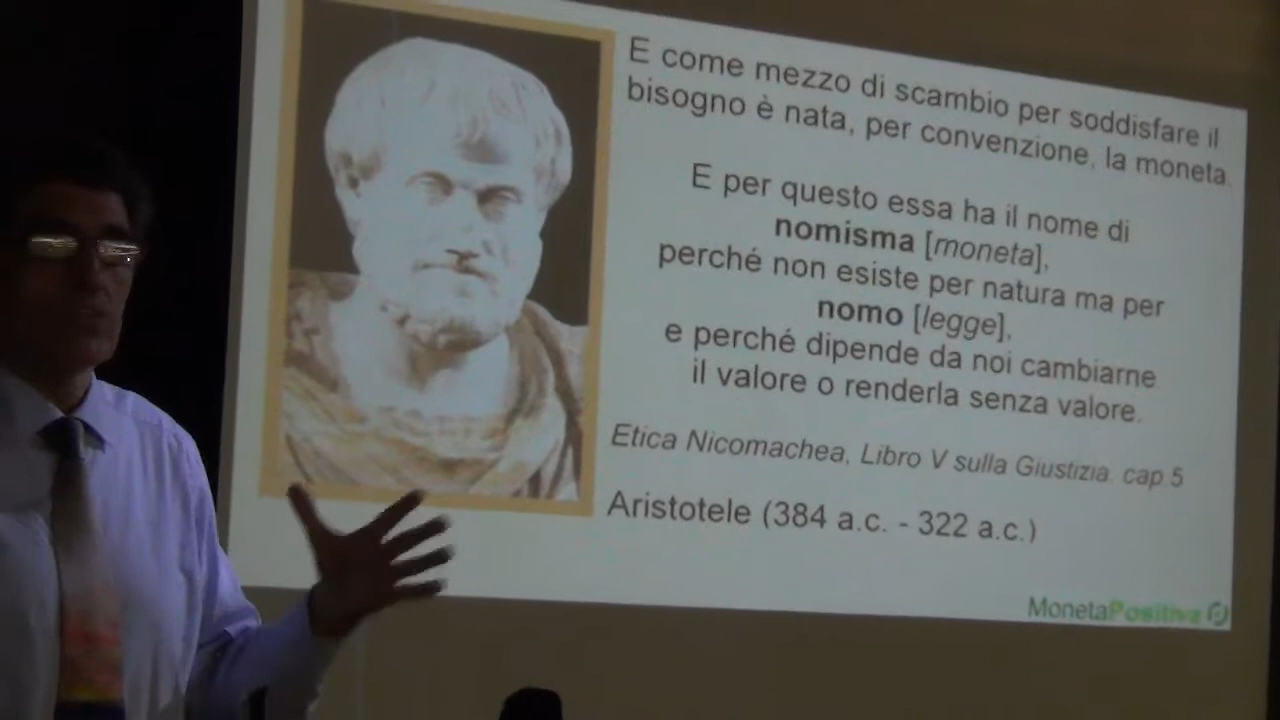 E come mezzo di scambio per soddisfare il
bisogno è nata, per convenzione, la moneta.
E per questo essa ha il nome di
nomisma [moneta],
perché non esiste per natura ma per
nomo [legge],
e perché dipende da noi cambiarne
il valore o renderla senza valore.
Etica Nicomachea, Libro V sulla Giustizia. cap.5
Aristotele (384 a.c. - 322 a.c.)
MonetaPositiva